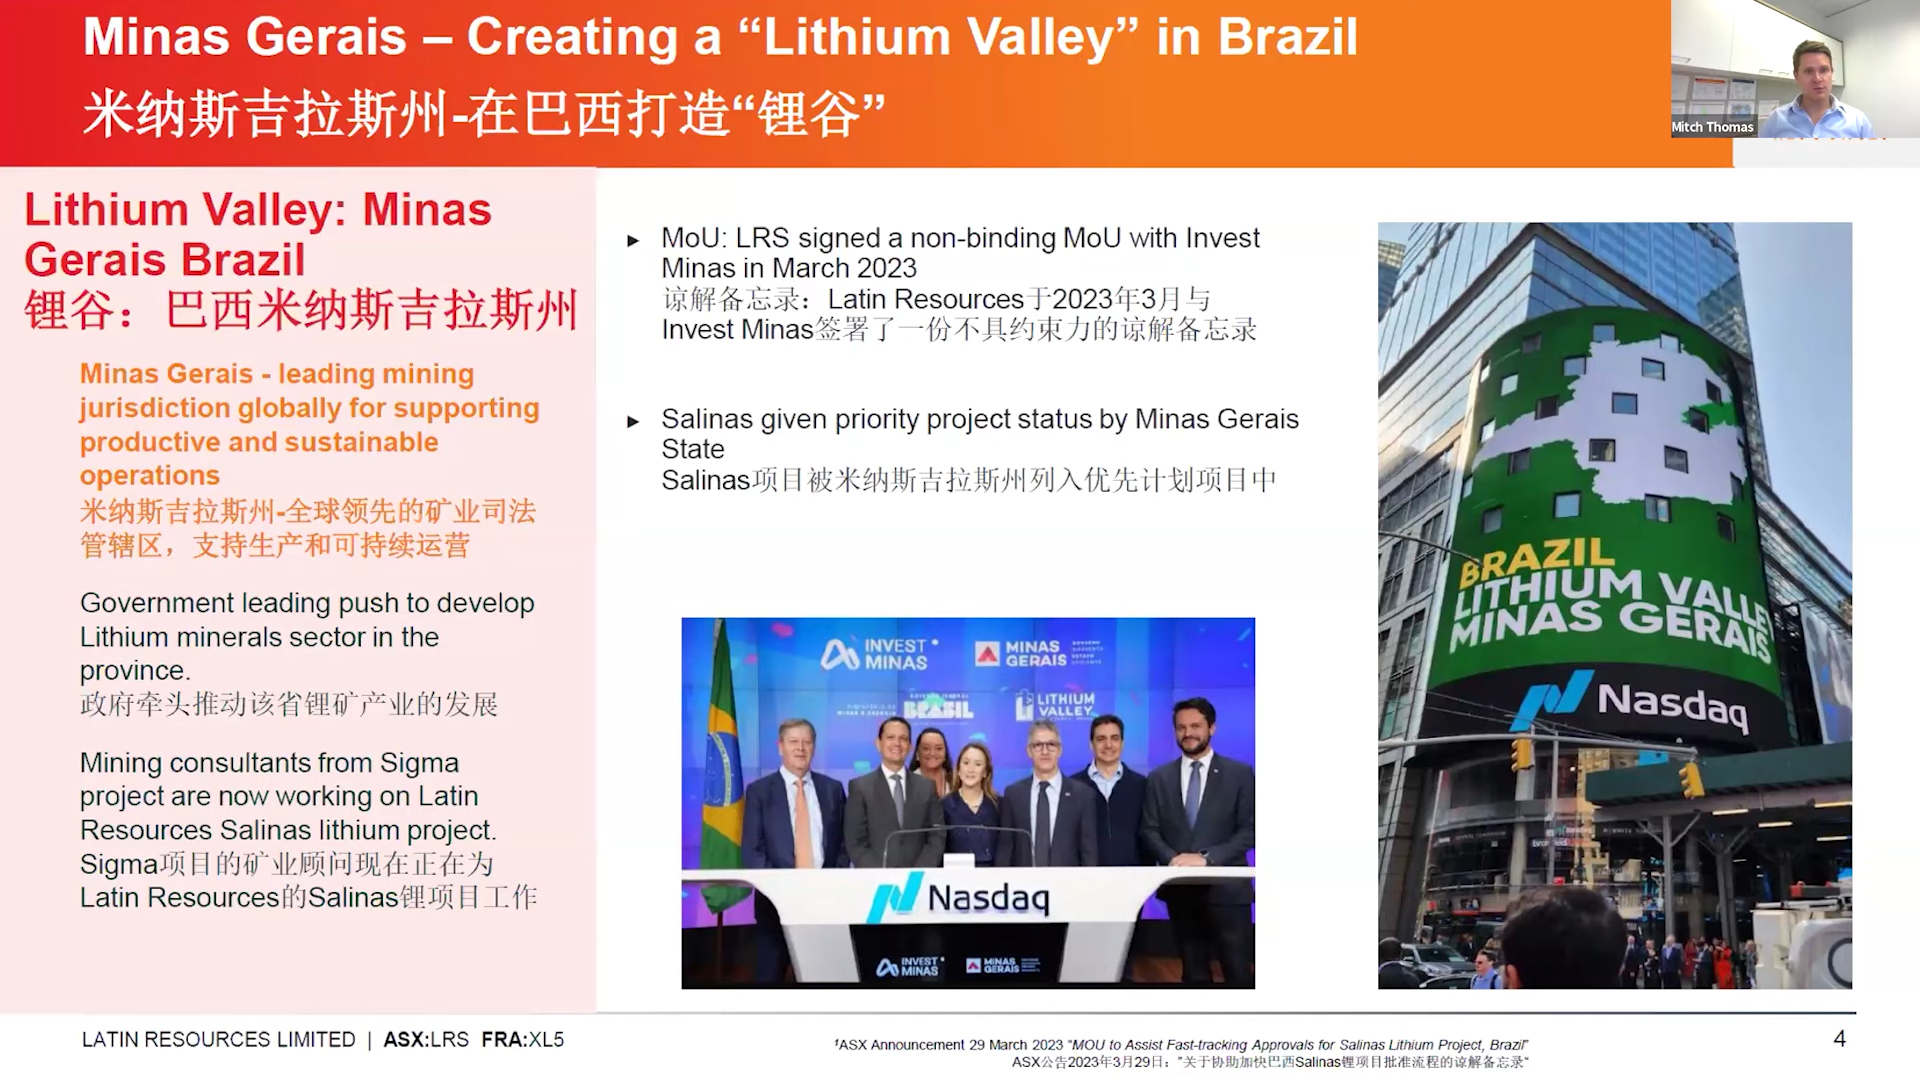 Minas Gerais – Creating a “Lithium Valley” in Brazil
米纳斯吉拉斯州-在巴西打造“锂谷”
Mitch Thomas
Lithium Valley: Minas
Gerais Brazil
锂谷：巴西米纳斯吉拉斯州
Minas Gerais - leading mining
jurisdiction globally for supporting
productive and sustainable
operations
米纳斯吉拉斯州-全球领先的矿业司法
管辖区，支持生产和可持续运营
Government leading push to develop
Lithium minerals sector in the
province.
政府牵头推动该省锂矿产业的发展
Mining consultants from Sigma
project are now working on Latin
Resources Salinas lithium project.
Sigma项目的矿业顾问现在正在为
Latin Resources的Salinas锂项目工作
► MoU: LRS signed a non-binding MoU with Invest
Minas in March 2023
谅解备忘录：Latin Resources于2023年3月与
Invest Minas签署了一份不具约束力的谅解备忘录
► Salinas given priority project status by Minas Gerais
State
Salinas项目被米纳斯吉拉斯州列入优先计划项目中
INVEST
MINAS
MINAS
GERAIS
BRASIL
LITHIUM
VALLEY
Nasdaq
INVEST
MINAS
MINAS
GERAIS
BRAZIL
LITHIUM VALLE
MINAS GERAIS
Nasdaq
LATIN RESOURCES LIMITED | ASX:LRS FRA:XL5
¹ASX Announcement 29 March 2023 "MOU to Assist Fast-tracking Approvals for Salinas Lithium Project, Brazil"
ASX公告2023年3月29日："关于协助加快巴西Salinas锂项目批准流程的谅解备忘录"
4